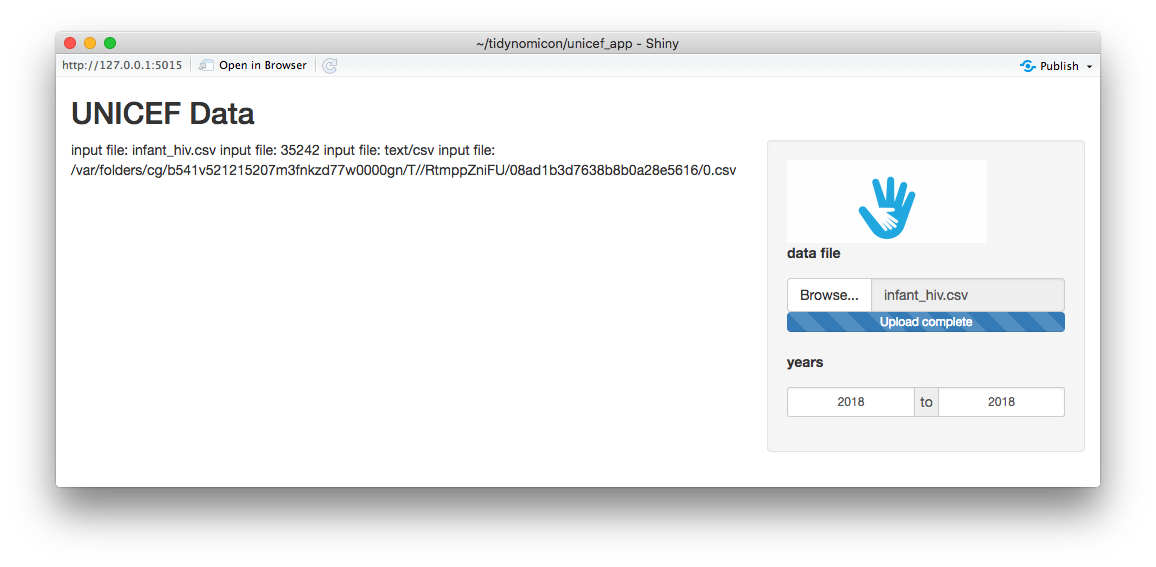 ~/tidynomicon/unicef_app - Shiny
http://127.0.0.1:5015 Open in Browser Publish
UNICEF Data
input file: infant_hiv.csv input file: 35242 input file: text/csv input file:
/var/folders/cg/b541v521215207m3fnkzd77w0000gn/T//RtmppZniFU/08ad1b3d7638b8b0a28e5616/0.csv
data file
Browse... infant_hiv.csv
Upload complete
years
2018 to 2018